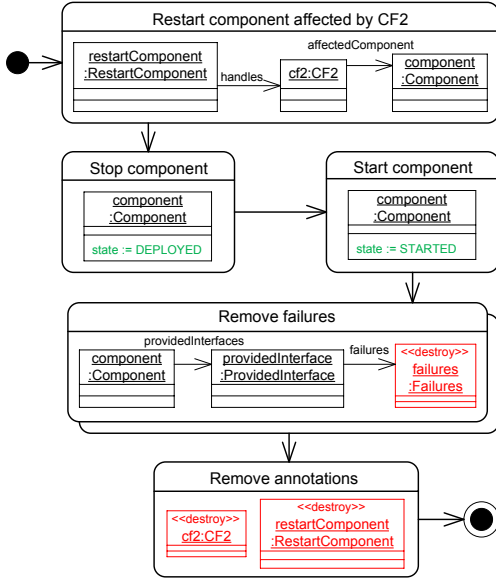 Restart component affected by CF2
restartComponent
:RestartComponent
handles
cf2:CF2
affectedComponent
component
:Component
Stop component
component
:Component
state := DEPLOYED
Start component
component
:Component
state := STARTED
Remove failures
providedInterfaces
component
:Component
providedInterface
:ProvidedInterface
failures
<<destroy>>
failures
:Failures
Remove annotations
<<destroy>>
cf2:CF2
<<destroy>>
restartComponent
:RestartComponent